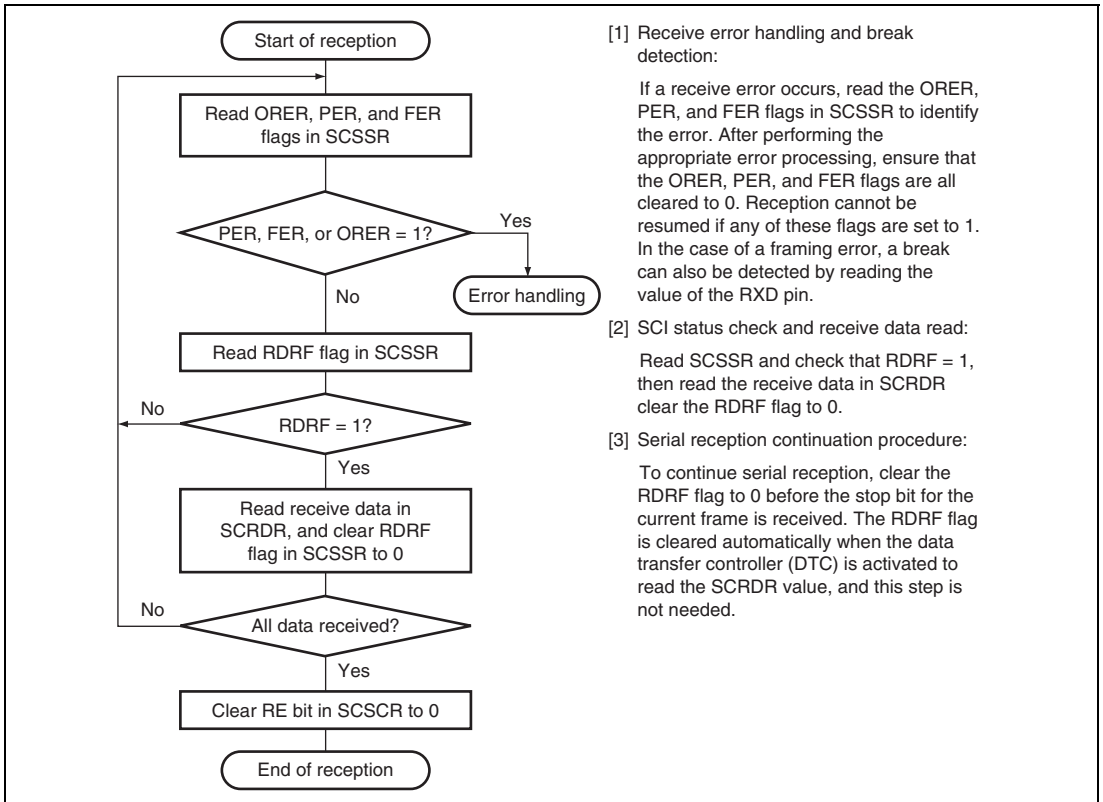 Start of reception
Read ORER, PER, and FER
flags in SCSSR
PER, FER, or ORER = 1?
Yes
Error handling
No
Read RDRF flag in SCSSR
No
RDRF = 1?
Yes
Read receive data in
SCRDR, and clear RDRF
flag in SCSSR to 0
No
All data received?
Yes
Clear RE bit in SCSCR to 0
End of reception
[1] Receive error handling and break
detection:
If a receive error occurs, read the ORER,
PER, and FER flags in SCSSR to identify
the error. After performing the
appropriate error processing, ensure that
the ORER, PER, and FER flags are all
cleared to 0. Reception cannot be
resumed if any of these flags are set to 1.
In the case of a framing error, a break
can also be detected by reading the
value of the RXD pin.
[2] SCI status check and receive data read:
Read SCSSR and check that RDRF = 1,
then read the receive data in SCRDR
clear the RDRF flag to 0.
[3] Serial reception continuation procedure:
To continue serial reception, clear the
RDRF flag to 0 before the stop bit for the
current frame is received. The RDRF flag
is cleared automatically when the data
transfer controller (DTC) is activated to
read the SCRDR value, and this step is
not needed.